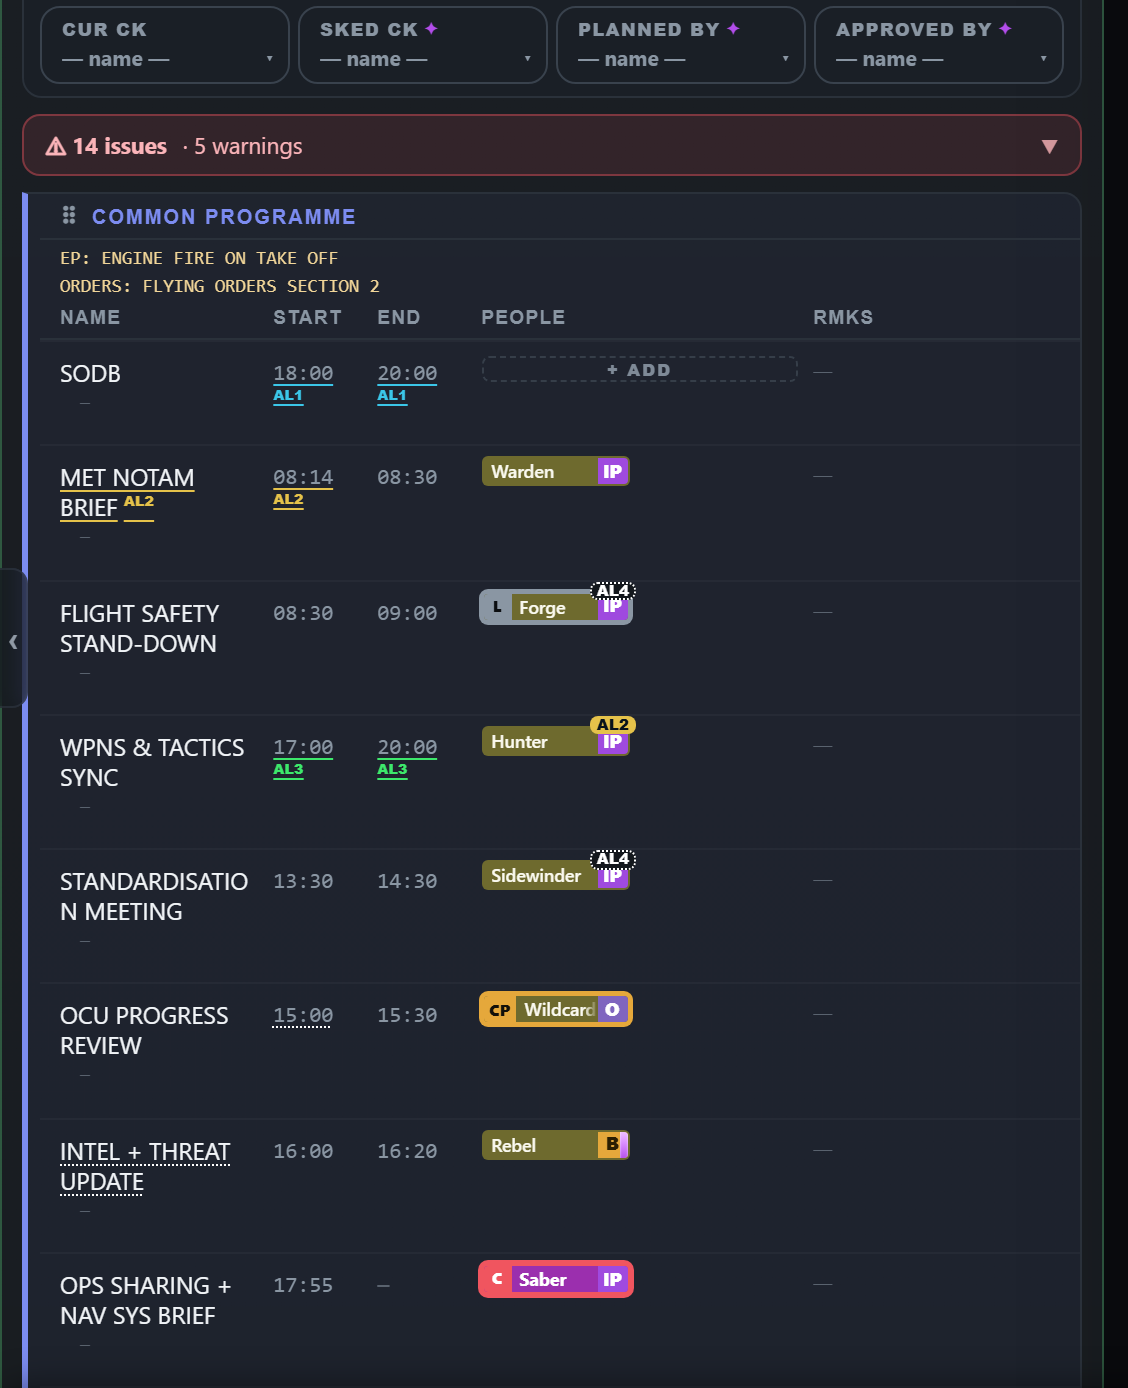 CUR CK SKED CK ✦ PLANNED BY ✦ APPROVED BY ✦
— name — — name — — name — — name —
⚠ 14 issues · 5 warnings
COMMON PROGRAMME
EP: ENGINE FIRE ON TAKE OFF
ORDERS: FLYING ORDERS SECTION 2
NAME START END PEOPLE RMKS
SODB 18:00 20:00 + ADD —
AL1 AL1
—
MET NOTAM 08:14 08:30 Warden IP —
BRIEF AL2 AL2
—
AL4
FLIGHT SAFETY 08:30 09:00 L Forge IP —
STAND-DOWN
—
AL2
WPNS & TACTICS 17:00 20:00 Hunter IP —
SYNC AL3 AL3
—
AL4
STANDARDISATIO 13:30 14:30 Sidewinder IP —
N MEETING
—
OCU PROGRESS 15:00 15:30 CP Wildcard O —
REVIEW
—
INTEL + THREAT 16:00 16:20 Rebel B —
UPDATE
—
OPS SHARING + 17:55 — C Saber IP —
NAV SYS BRIEF
—